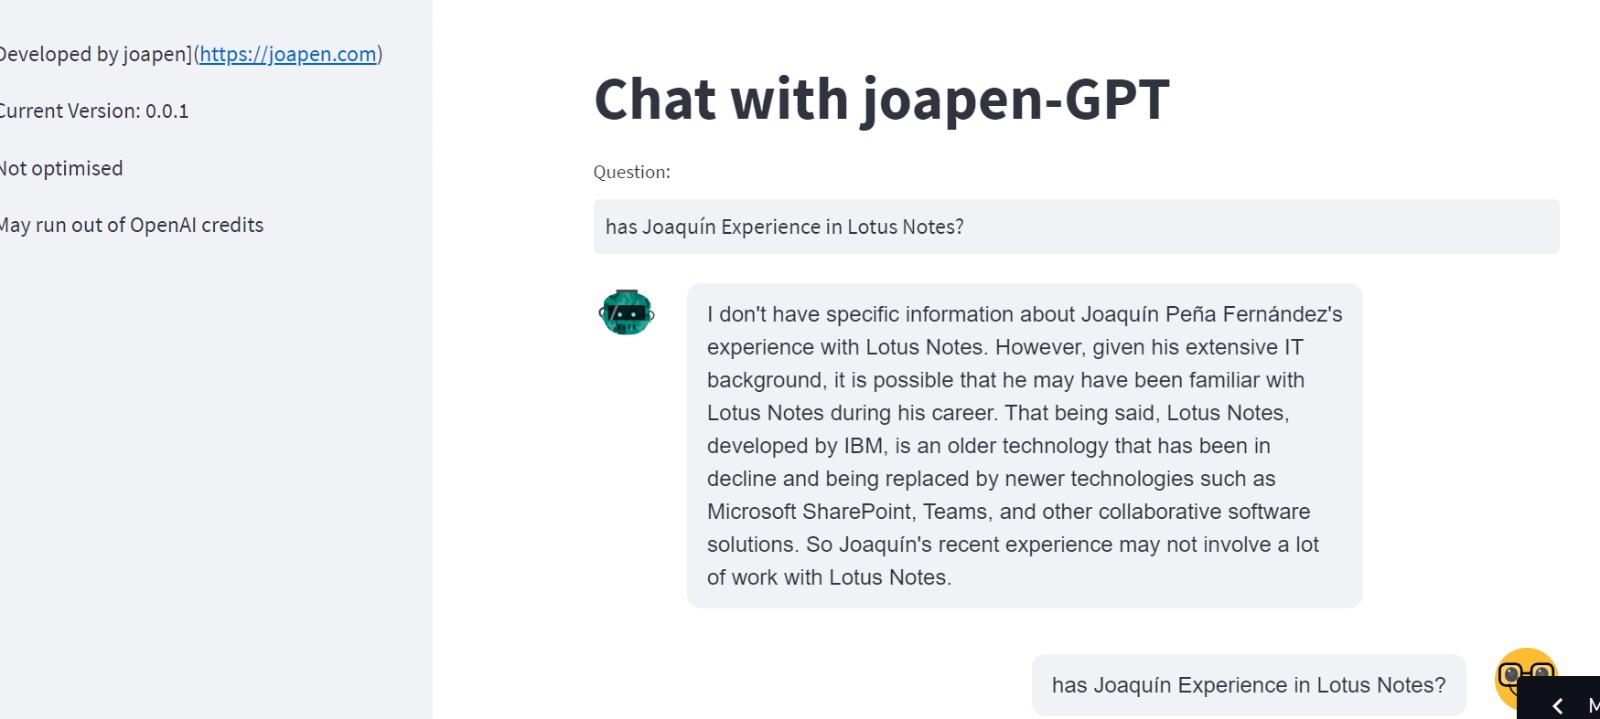 Developed by joapen](https://joapen.com)
Current Version: 0.0.1
Not optimised
May run out of OpenAI credits
Chat with joapen-GPT
Question:
has Joaquín Experience in Lotus Notes?
I don't have specific information about Joaquín Peña Fernández's
experience with Lotus Notes. However, given his extensive IT
background, it is possible that he may have been familiar with
Lotus Notes during his career. That being said, Lotus Notes,
developed by IBM, is an older technology that has been in
decline and being replaced by newer technologies such as
Microsoft SharePoint, Teams, and other collaborative software
solutions. So Joaquín's recent experience may not involve a lot
of work with Lotus Notes.
has Joaquín Experience in Lotus Notes?